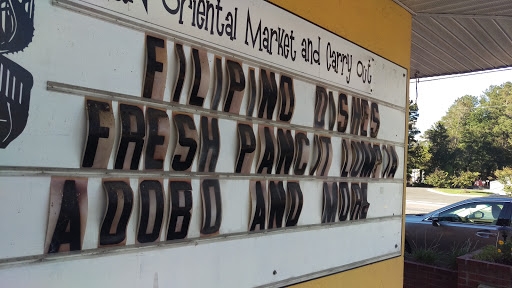 Oriental Market and Carry Out
FILIPINO DISHES
FRESH PANCIT LUMPIA
ADOBO AND MORE